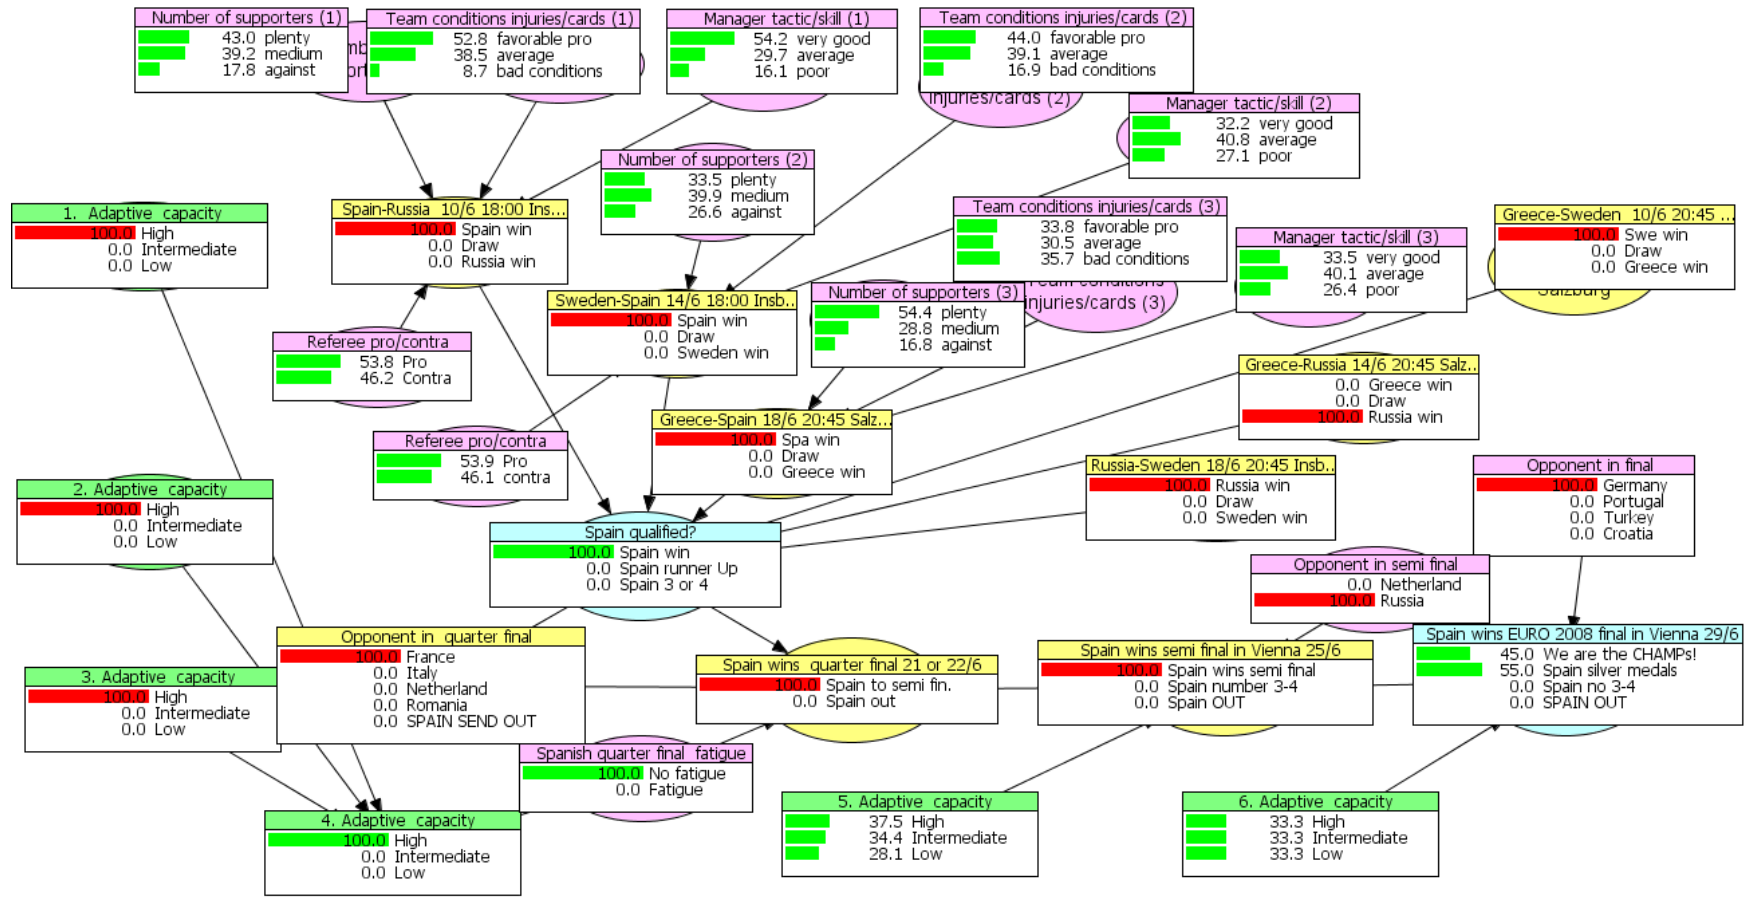 Number of supporters (1)
43.0 plenty
39.2 medium
17.8 against
Team conditions injuries/cards (1)
52.8 favorable pro
38.5 average
8.7 bad conditions
Manager tactic/skill (1)
54.2 very good
29.7 average
16.1 poor
Team conditions injuries/cards (2)
44.0 favorable pro
39.1 average
16.9 bad conditions
injuries/cards (2)
Manager tactic/skill (2)
32.2 very good
40.8 average
27.1 poor
Number of supporters (2)
33.5 plenty
39.9 medium
26.6 against
1. Adaptive capacity
100.0 High
0.0 Intermediate
0.0 Low
Spain-Russia 10/6 18:00 Ins...
100.0 Spain win
0.0 Draw
0.0 Russia win
Team conditions injuries/cards (3)
33.8 favorable pro
30.5 average
35.7 bad conditions
Team conditions
injuries/cards (3)
Manager tactic/skill (3)
33.5 very good
40.1 average
26.4 poor
Greece-Sweden 10/6 20:45 ...
100.0 Swe win
0.0 Draw
0.0 Greece win
Salzburg
Sweden-Spain 14/6 18:00 Insb..
100.0 Spain win
0.0 Draw
0.0 Sweden win
Number of supporters (3)
54.4 plenty
28.8 medium
16.8 against
Referee pro/contra
53.8 Pro
46.2 Contra
Greece-Russia 14/6 20:45 Salz..
0.0 Greece win
0.0 Draw
100.0 Russia win
Greece-Spain 18/6 20:45 Salz...
100.0 Spa win
0.0 Draw
0.0 Greece win
Referee pro/contra
53.9 Pro
46.1 contra
Russia-Sweden 18/6 20:45 Insb..
100.0 Russia win
0.0 Draw
0.0 Sweden win
Opponent in final
100.0 Germany
0.0 Portugal
0.0 Turkey
0.0 Croatia
2. Adaptive capacity
100.0 High
0.0 Intermediate
0.0 Low
Spain qualified?
100.0 Spain win
0.0 Spain runner Up
0.0 Spain 3 or 4
Opponent in semi final
0.0 Netherland
100.0 Russia
Opponent in quarter final
100.0 France
0.0 Italy
0.0 Netherland
0.0 Romania
0.0 SPAIN SEND OUT
Spain wins quarter final 21 or 22/6
100.0 Spain to semi fin.
0.0 Spain out
Spain wins semi final in Vienna 25/6
100.0 Spain wins semi final
0.0 Spain number 3-4
0.0 Spain OUT
Spain wins EURO 2008 final in Vienna 29/6
45.0 We are the CHAMPs!
55.0 Spain silver medals
0.0 Spain no 3-4
0.0 SPAIN OUT
3. Adaptive capacity
100.0 High
0.0 Intermediate
0.0 Low
Spanish quarter final fatigue
100.0 No fatigue
0.0 Fatigue
4. Adaptive capacity
100.0 High
0.0 Intermediate
0.0 Low
5. Adaptive capacity
37.5 High
34.4 Intermediate
28.1 Low
6. Adaptive capacity
33.3 High
33.3 Intermediate
33.3 Low